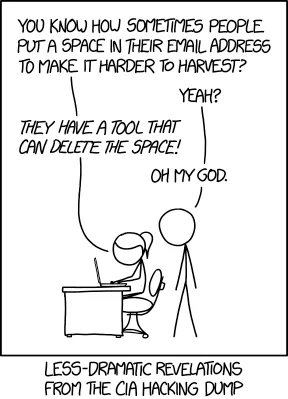 YOU KNOW HOW SOMETIMES PEOPLE
PUT A SPACE IN THEIR EMAIL ADDRESS
TO MAKE IT HARDER TO HARVEST?
YEAH?
THEY HAVE A TOOL THAT
CAN DELETE THE SPACE!
OH MY GOD.
LESS-DRAMATIC REVELATIONS
FROM THE CIA HACKING DUMP